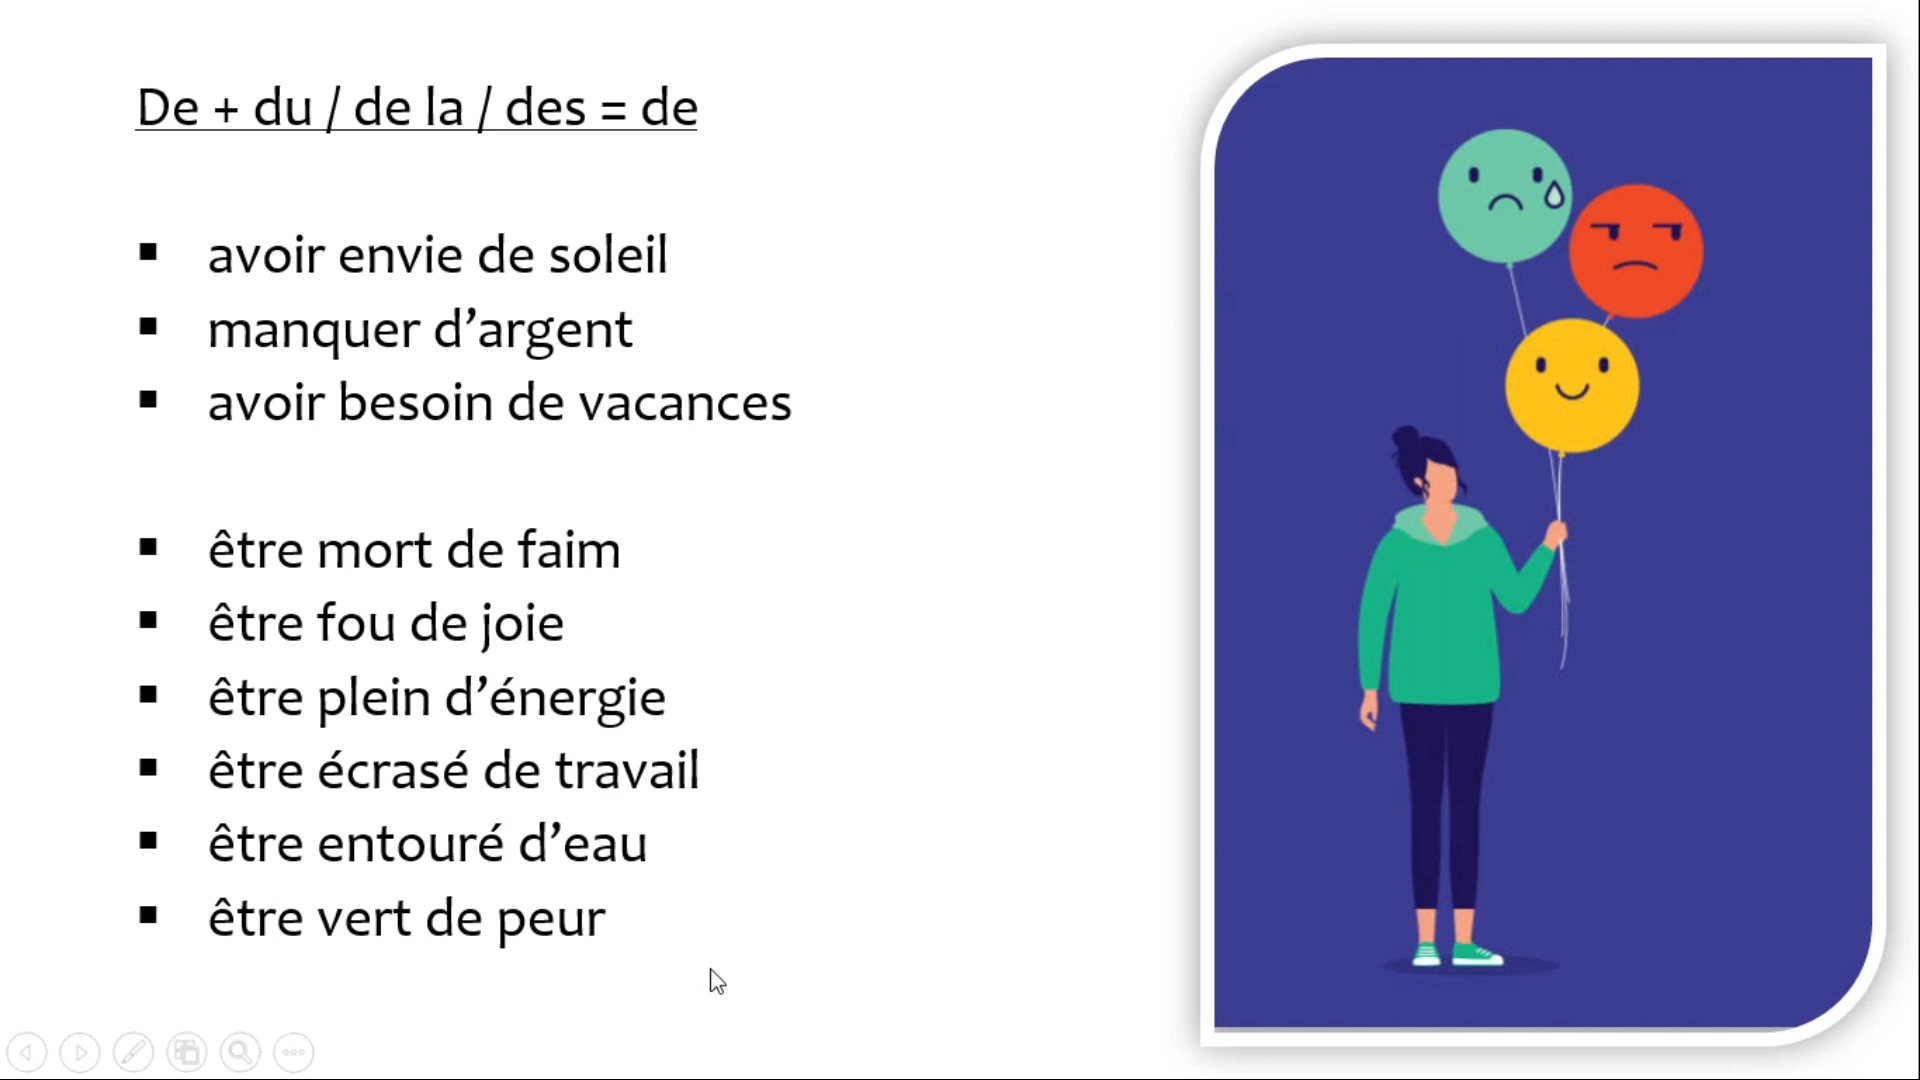 De + du / de la / des = de
▪ avoir envie de soleil
▪ manquer d’argent
▪ avoir besoin de vacances
▪ être mort de faim
▪ être fou de joie
▪ être plein d’énergie
▪ être écrasé de travail
▪ être entouré d’eau
▪ être vert de peur